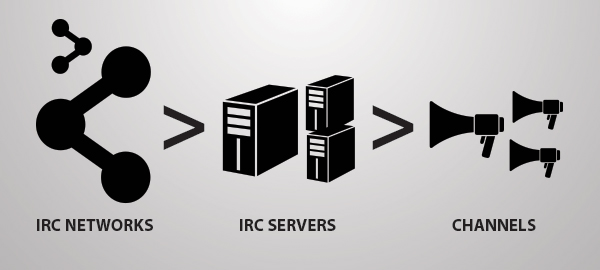 IRC NETWORKS
IRC SERVERS
CHANNELS